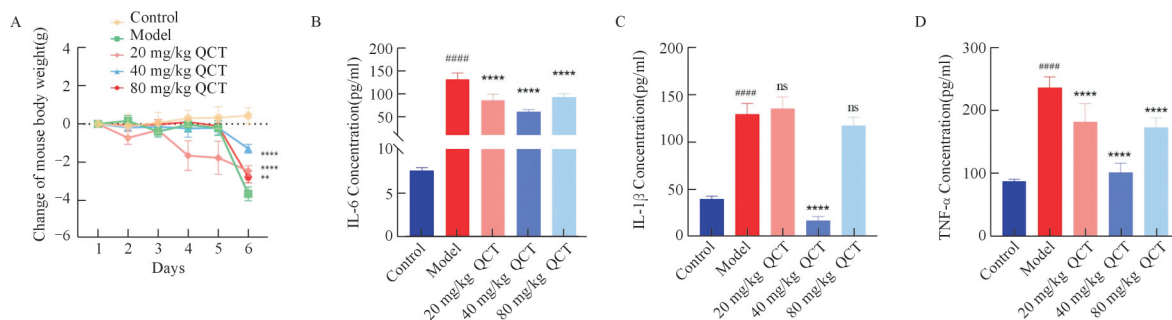 A
Control
Model
20 mg/kg QCT
40 mg/kg QCT
80 mg/kg QCT
Change of mouse body weight(g)
4
2
0
−2
−4
−6
****
****
**
1 2 3 4 5 6
Days
B
IL-6 Concentration(pg/ml)
200
150
100
50
10
5
0
####
****
****
****
Control
Model
20 mg/kg QCT
40 mg/kg QCT
80 mg/kg QCT
C
IL-1β Concentration(pg/ml)
200
150
100
50
0
####
ns
****
ns
Control
Model
20 mg/kg QCT
40 mg/kg QCT
80 mg/kg QCT
D
TNF-α Concentration(pg/ml)
300
200
100
0
####
****
****
****
Control
Model
20 mg/kg QCT
40 mg/kg QCT
80 mg/kg QCT